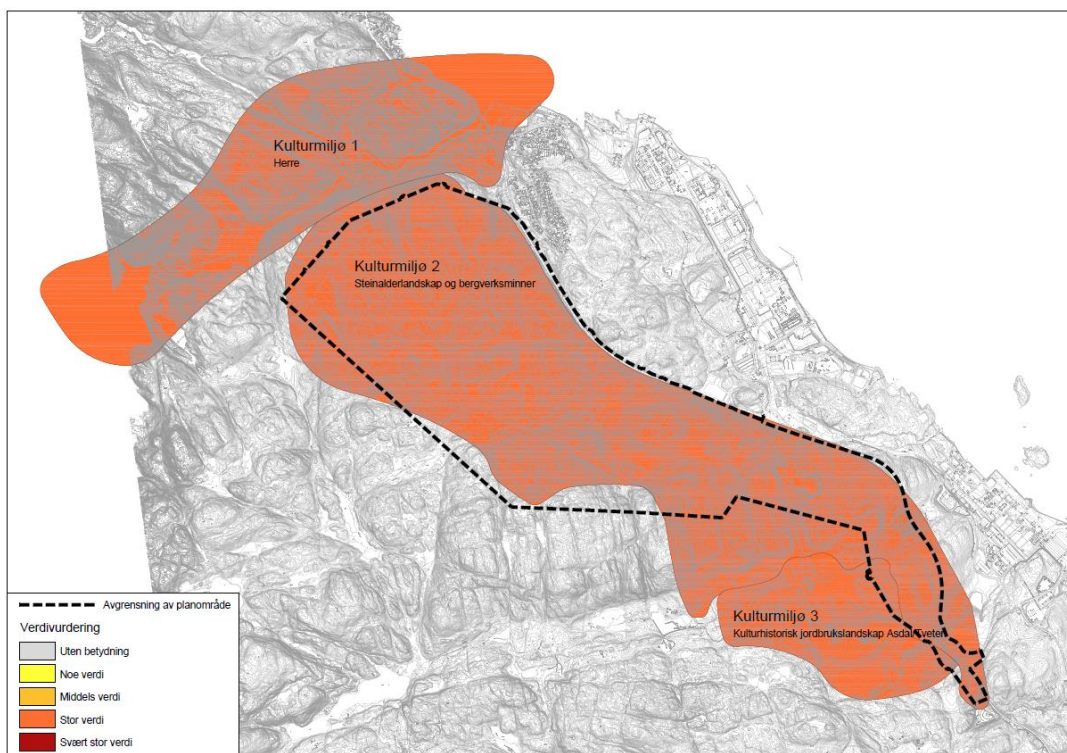 Kulturmiljø 1
Herre
Kulturmiljø 2
Steinalderlandskap og bergverksminner
Kulturmiljø 3
Kulturhistorisk jordbrukslandskap Asdal Tveten
Avgrensning av planområde
Verdivurdering
Uten betydning
Noe verdi
Middels verdi
Stor verdi
Svært stor verdi